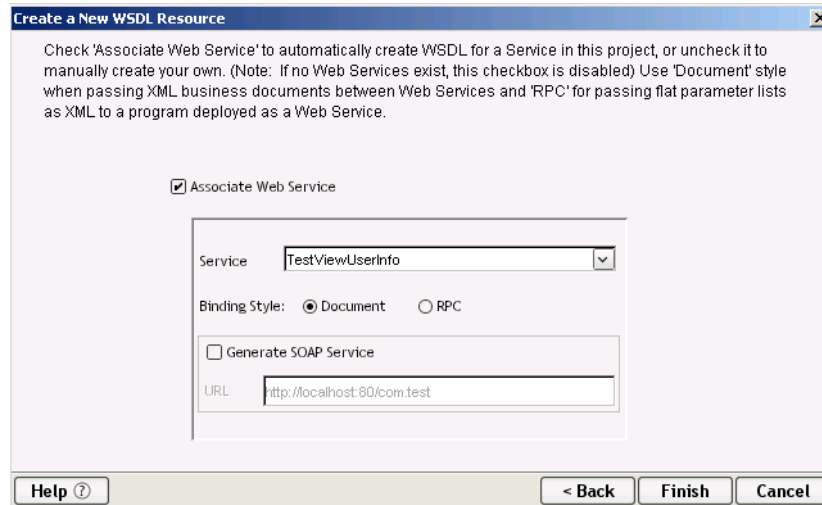 Create a New WSDL Resource
Check 'Associate Web Service' to automatically create WSDL for a Service in this project, or uncheck it to
manually create your own. (Note: If no Web Services exist, this checkbox is disabled) Use 'Document' style
when passing XML business documents between Web Services and 'RPC' for passing flat parameter lists
as XML to a program deployed as a Web Service.
Associate Web Service
Service TestViewUserInfo
Binding Style: Document RPC
Generate SOAP Service
URL http://localhost:80/com.test
Help ? < Back Finish Cancel